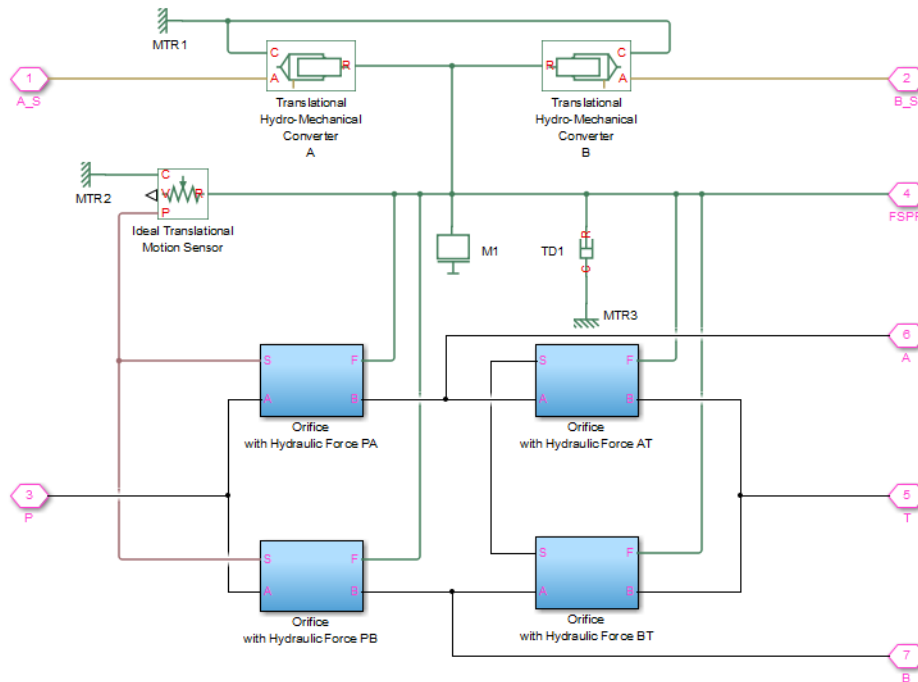 MTR1
C
A
R
R
C
A
1
A_S
2
B_S
Translational
Hydro-Mechanical
Converter
A
Translational
Hydro-Mechanical
Converter
B
MTR2
C
V
P
R
4
Ideal Translational
Motion Sensor
M1
TD1
R
C
MTR3
6
A
S
F
A
B
S
F
A
B
Orifice
with Hydraulic Force PA
Orifice
with Hydraulic Force AT
3
P
5
T
S
F
A
B
S
F
A
B
Orifice
with Hydraulic Force PB
Orifice
with Hydraulic Force BT
7
B